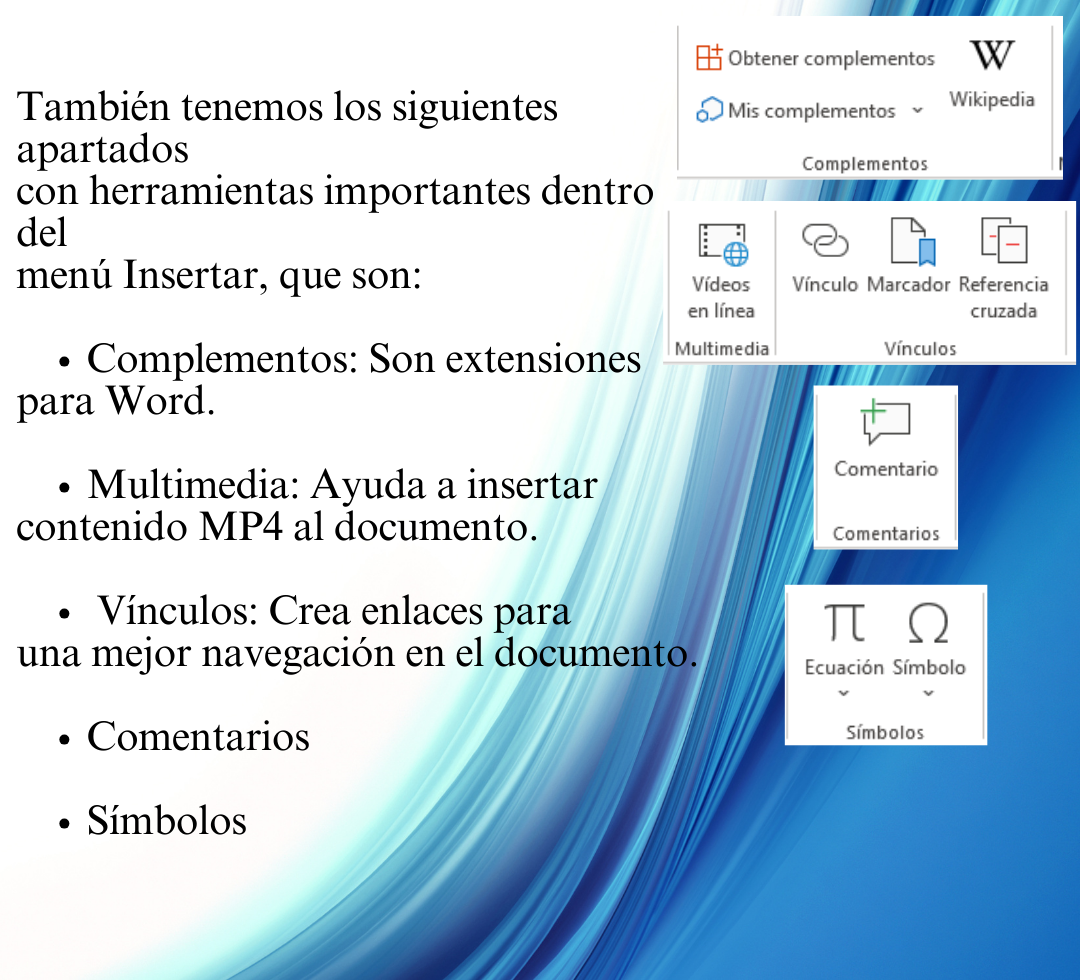 También tenemos los siguientes
apartados
con herramientas importantes dentro
del
menú Insertar, que son:
• Complementos: Son extensiones
para Word.
• Multimedia: Ayuda a insertar
contenido MP4 al documento.
• Vínculos: Crea enlaces para
una mejor navegación en el documento.
• Comentarios
• Símbolos
Obtener complementos
Mis complementos
W
Wikipedia
Complementos
Vídeos
en línea
Multimedia
Vínculo Marcador Referencia
cruzada
Vínculos
Comentario
Comentarios
π Ω
Ecuación Símbolo
Símbolos